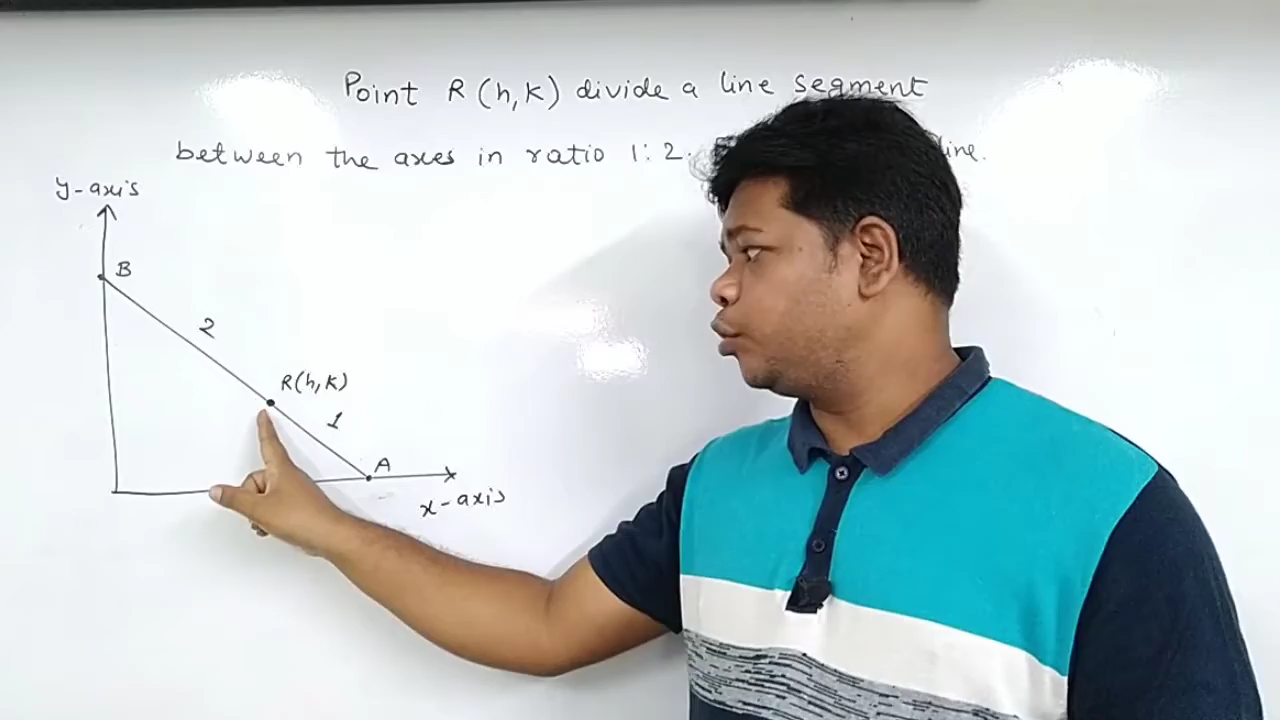 Point R (h,k) divide a line segment
between the axes in ratio 1:2.
y-axis
B
2
R(h,k)
1
A
x-axis